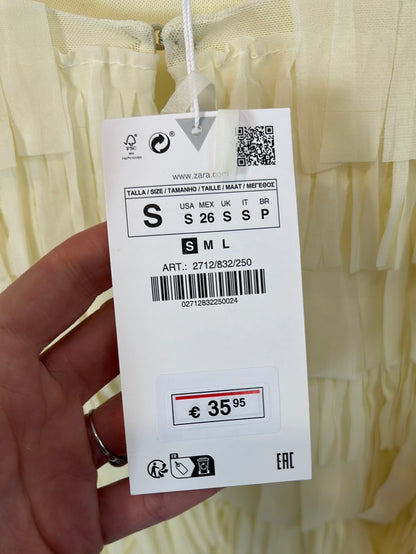 FSC
www.zara.com
TALLA / SIZE / TAMANHO / TAILLE / MAAT / ΜΕΓΕΘΟΣ
S
USA MEX UK IT BR
S 26 S S P
S M L
ART.: 2712/832/250
02712832250024
€ 35 95
FR
EAC